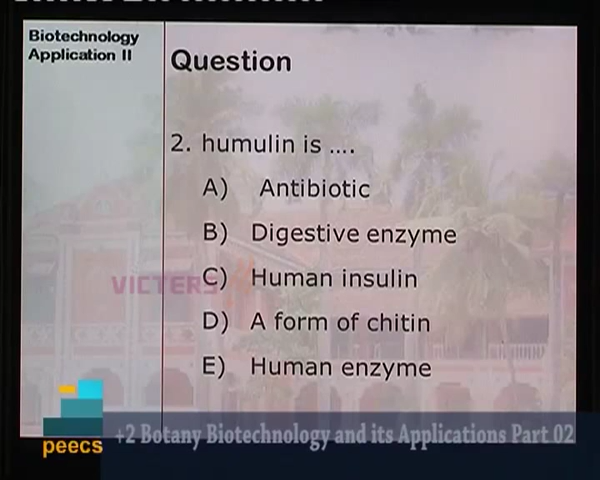 Biotechnology
Application II
Question
2. humulin is ....
A) Antibiotic
B) Digestive enzyme
C) Human insulin
D) A form of chitin
E) Human enzyme
VICTERS
peecs
+2 Botany Biotechnology and its Applications Part 02